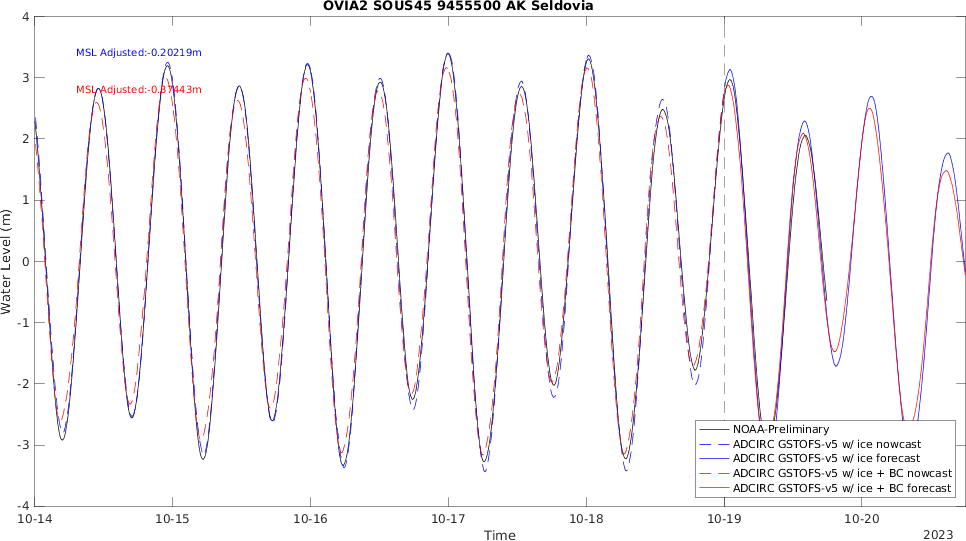 OVIA2 SOUS45 9455500 AK Seldovia
4
3
2
1
0
-1
-2
-3
-4
Water Level (m)
MSL Adjusted:-0.20219m
MSL Adjusted:-0.37443m
NOAA-Preliminary
ADCIRC GSTOFS-v5 w/ ice nowcast
ADCIRC GSTOFS-v5 w/ ice forecast
ADCIRC GSTOFS-v5 w/ ice + BC nowcast
ADCIRC GSTOFS-v5 w/ ice + BC forecast
10-14 10-15 10-16 10-17 10-18 10-19 10-20
Time
2023